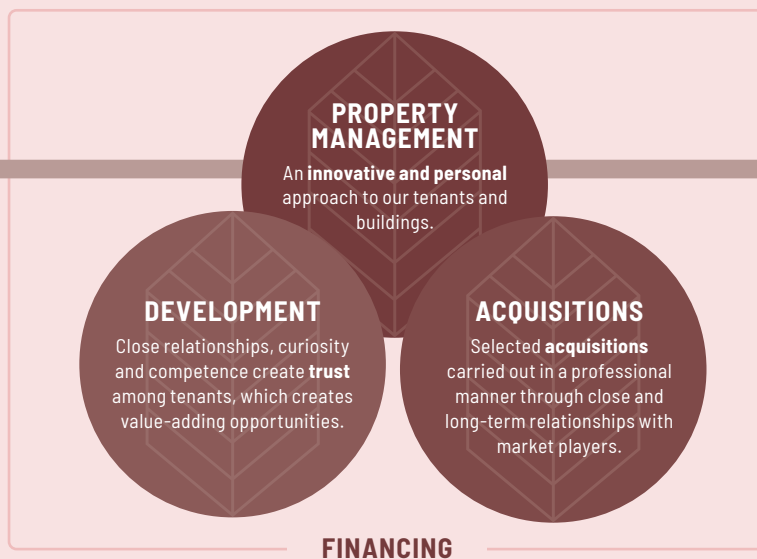 PROPERTY
MANAGEMENT
An innovative and personal
approach to our tenants and
buildings.
DEVELOPMENT
Close relationships, curiosity
and competence create trust
among tenants, which creates
value-adding opportunities.
ACQUISITIONS
Selected acquisitions
carried out in a professional
manner through close and
long-term relationships with
market players.
FINANCING